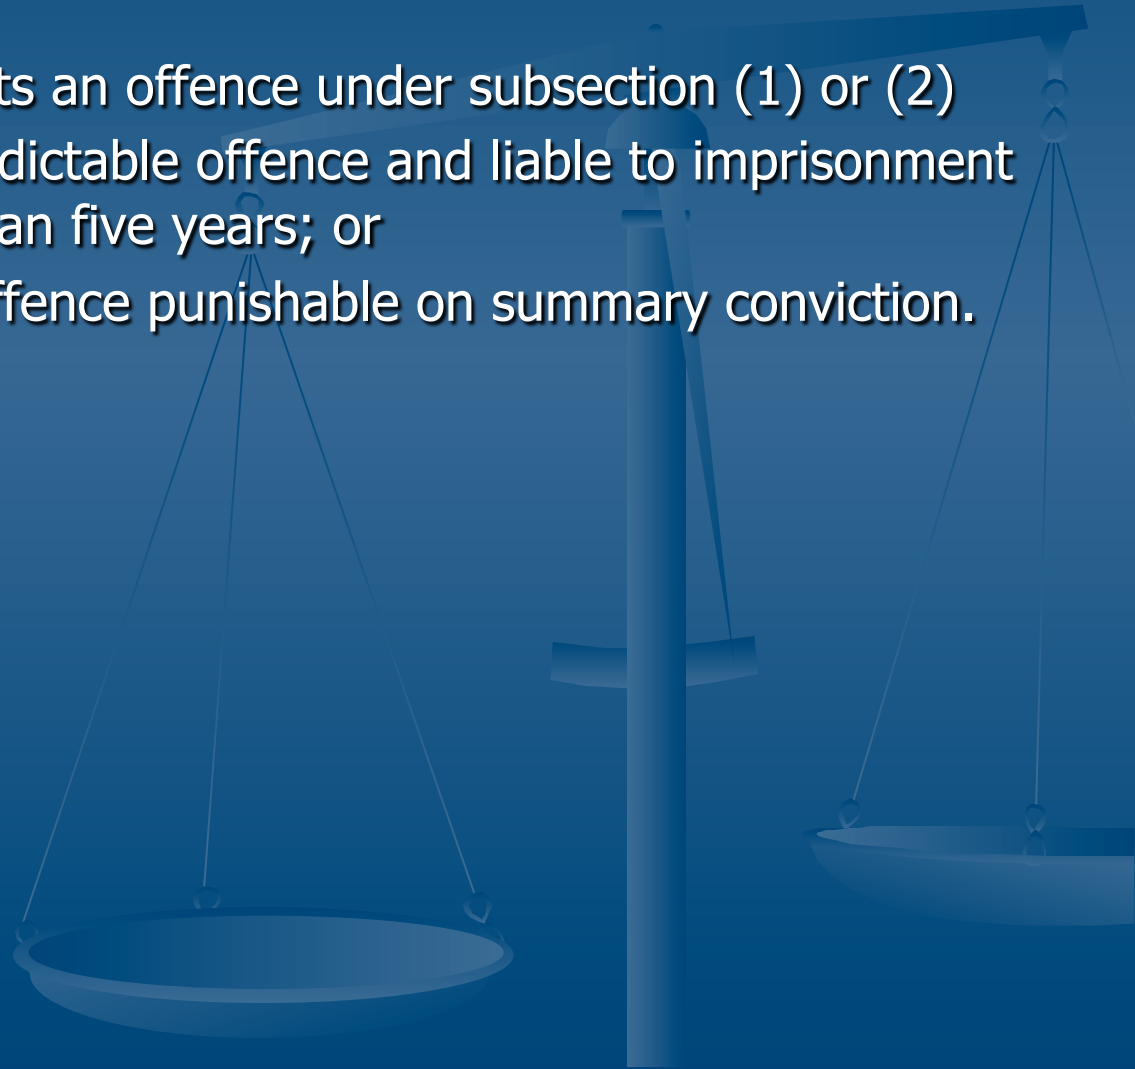 ts an offence under subsection (1) or (2)
dictable offence and liable to imprisonment
an five years; or
ffence punishable on summary conviction.